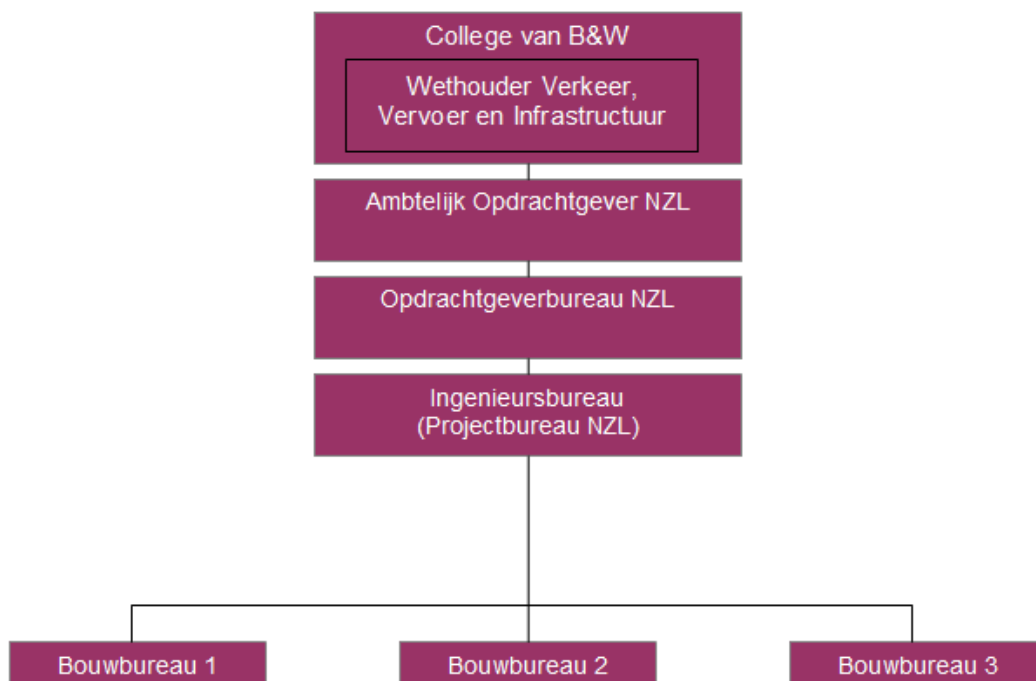 College van B&W
Wethouder Verkeer,
Vervoer en Infrastructuur
Ambtelijk Opdrachtgever NZL
Opdrachtgeverbureau NZL
Ingenieursbureau
(Projectbureau NZL)
Bouwbureau 1
Bouwbureau 2
Bouwbureau 3